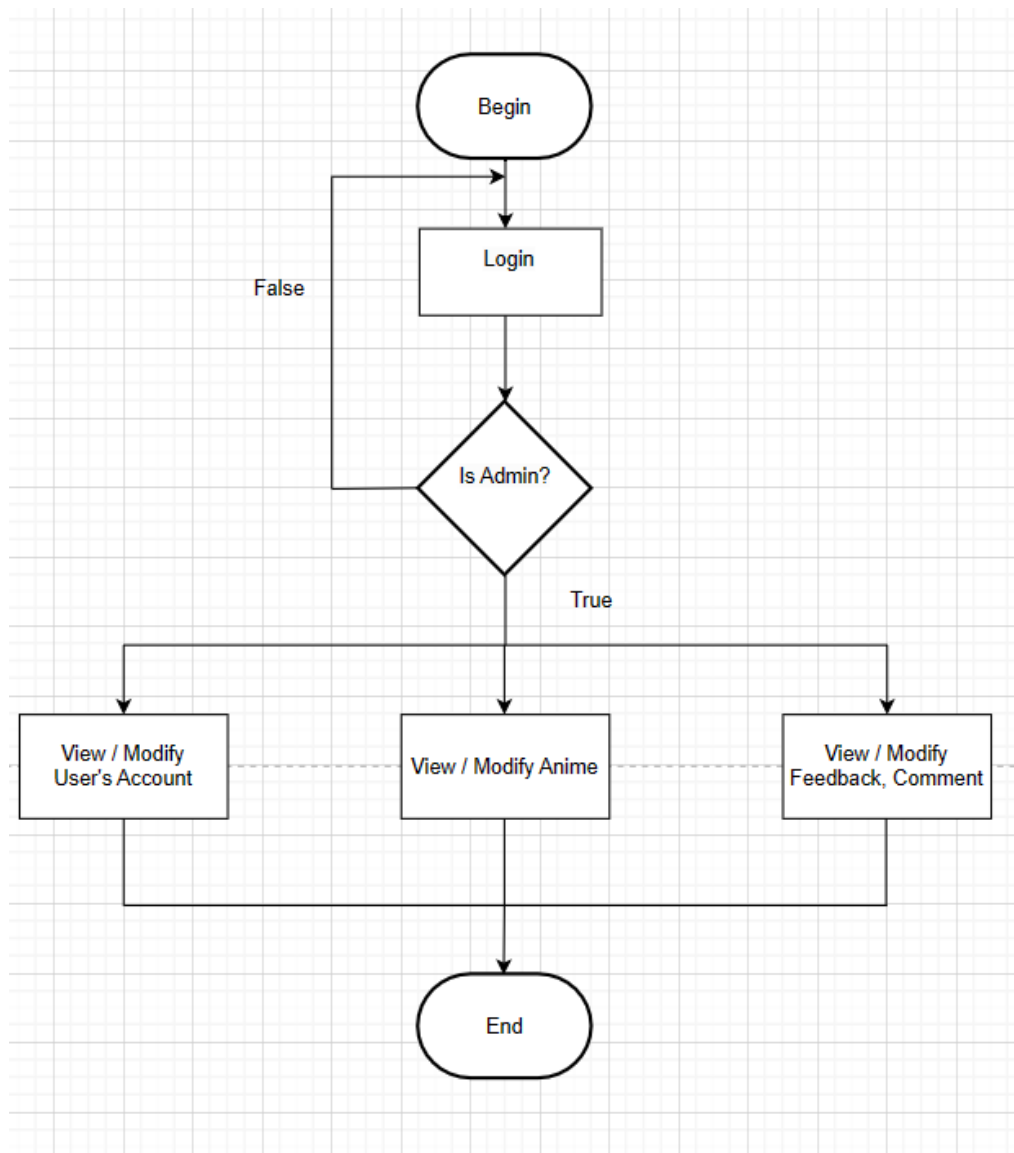 Begin
Login
False
Is Admin?
True
View / Modify
User's Account
View / Modify Anime
View / Modify
Feedback, Comment
End